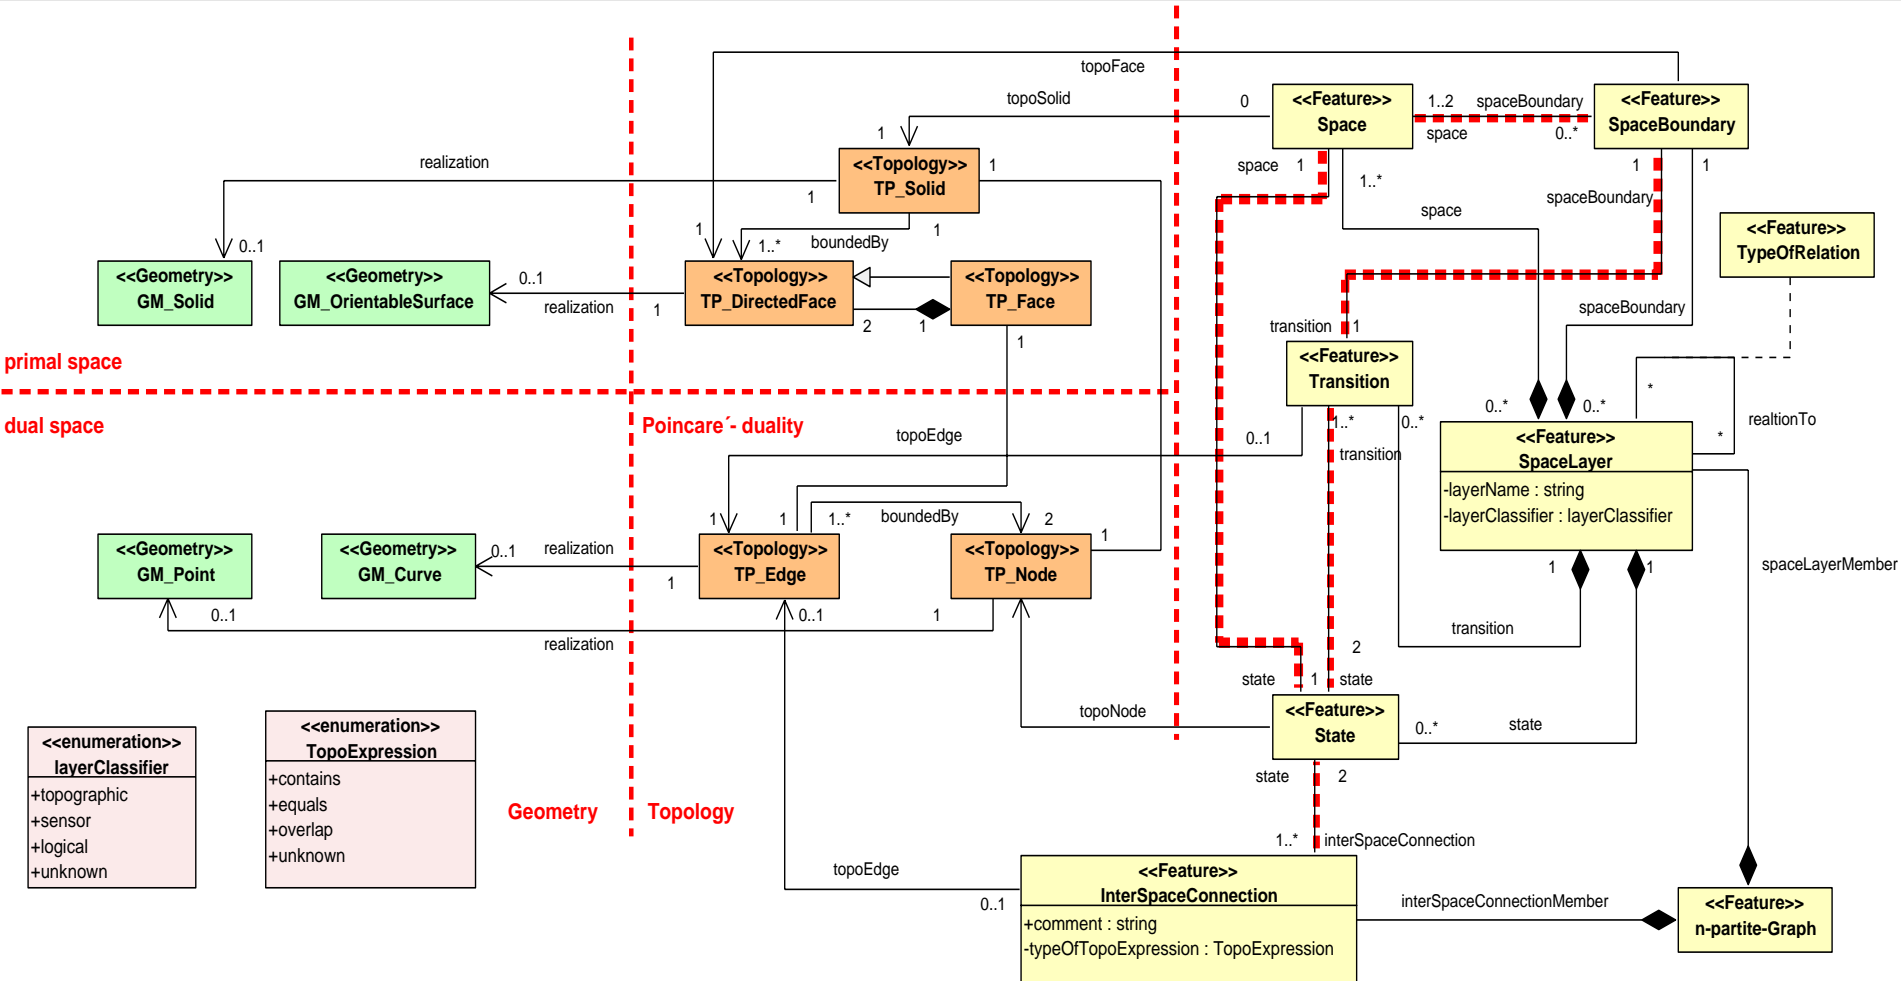 topoFace
topoSolid
0
<<Feature>>
Space
1..2
spaceBoundary
space
0..*
<<Feature>>
SpaceBoundary
1
<<Topology>>
TP_Solid
1
realization
1
0..1
space
1
1..*
1
1
spaceBoundary
space
<<Feature>>
TypeOfRelation
1
1..*
boundedBy
1
<<Geometry>>
GM_Solid
<<Geometry>>
GM_OrientableSurface
0..1
realization
1
<<Topology>>
TP_DirectedFace
2
1
<<Topology>>
TP_Face
1
spaceBoundary
transition
1
<<Feature>>
Transition
primal space
dual space
Poincare´- duality
topoEdge
0..1
1..*
transition
0..*
0..*
0..*
*
*
realtionTo
<<Feature>>
SpaceLayer
-layerName : string
-layerClassifier : layerClassifier
1
1
1
1..*
boundedBy
2
1
<<Geometry>>
GM_Point
<<Geometry>>
GM_Curve
0..1
realization
1
<<Topology>>
TP_Edge
<<Topology>>
TP_Node
1
spaceLayerMember
0..1
0..1
1
realization
transition
2
state
1
state
topoNode
<<Feature>>
State
0..*
state
state
2
<<enumeration>>
layerClassifier
+topographic
+sensor
+logical
+unknown
<<enumeration>>
TopoExpression
+contains
+equals
+overlap
+unknown
Geometry
Topology
1..*
interSpaceConnection
topoEdge
0..1
<<Feature>>
InterSpaceConnection
+comment : string
-typeOfTopoExpression : TopoExpression
interSpaceConnectionMember
<<Feature>>
n-partite-Graph